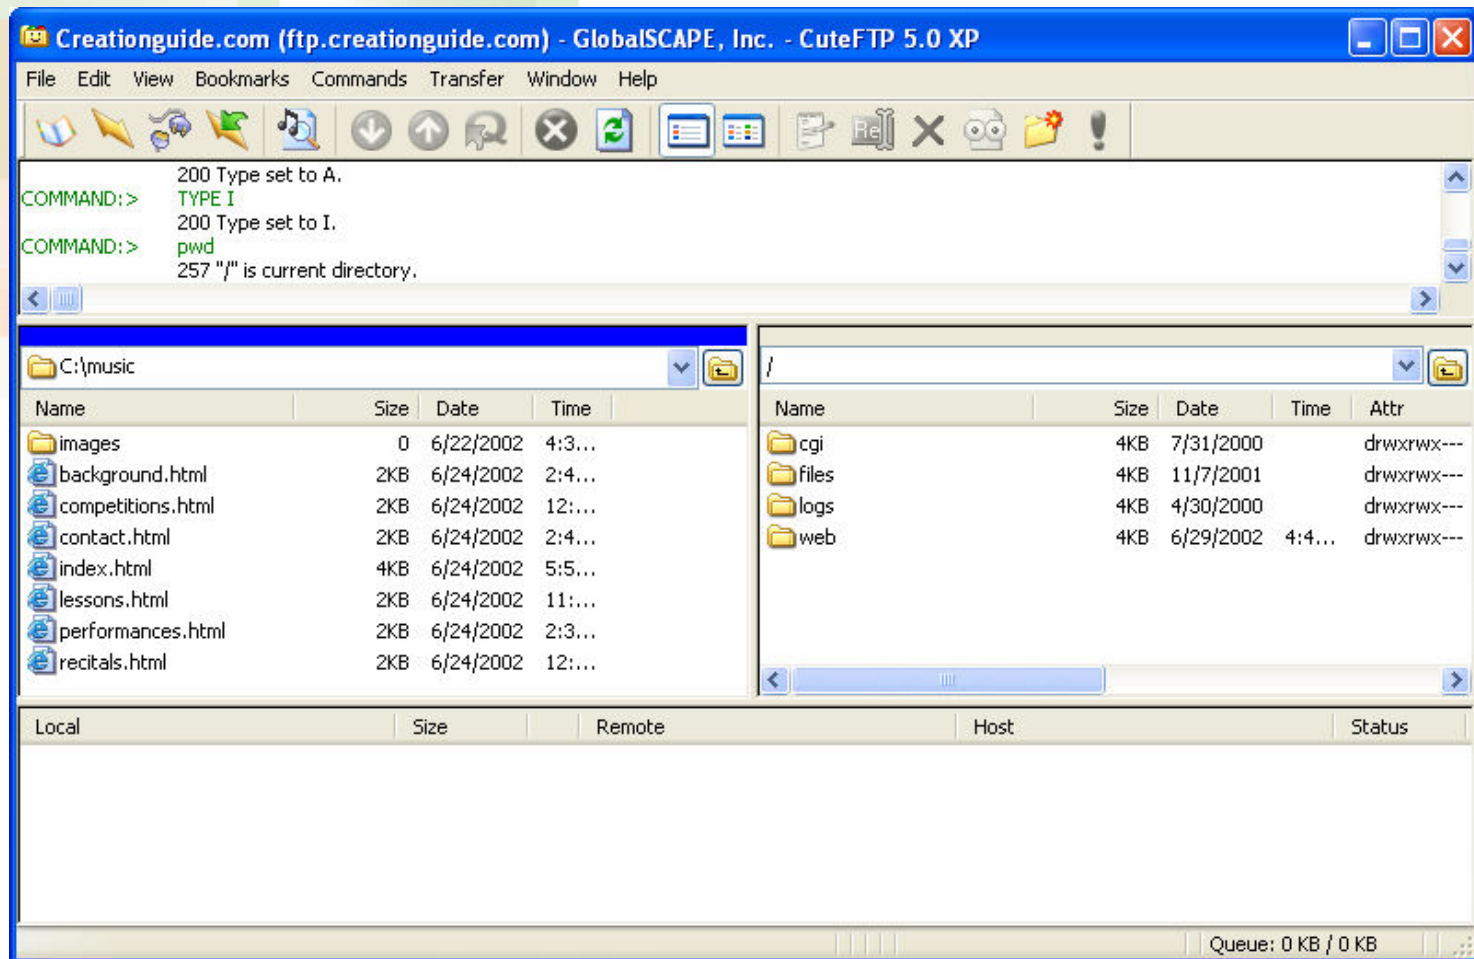 Creationguide.com (ftp.creationguide.com) - GlobalSCAPE, Inc. - CuteFTP 5.0 XP
File Edit View Bookmarks Commands Transfer Window Help
200 Type set to A.
COMMAND:> TYPE I
200 Type set to I.
COMMAND:> pwd
257 "/" is current directory.
C:\music
Name Size Date Time
images 0 6/22/2002 4:3...
background.html 2KB 6/24/2002 2:4...
competitions.html 2KB 6/24/2002 12:...
contact.html 2KB 6/24/2002 2:4...
index.html 4KB 6/24/2002 5:5...
lessons.html 2KB 6/24/2002 11:...
performances.html 2KB 6/24/2002 2:3...
recitals.html 2KB 6/24/2002 12:...
/
Name Size Date Time Attr
cgi 4KB 7/31/2000 drwxrwx---
files 4KB 11/7/2001 drwxrwx---
logs 4KB 4/30/2000 drwxrwx---
web 4KB 6/29/2002 4:4... drwxrwx---
Local Size Remote Host Status
Queue: 0 KB / 0 KB